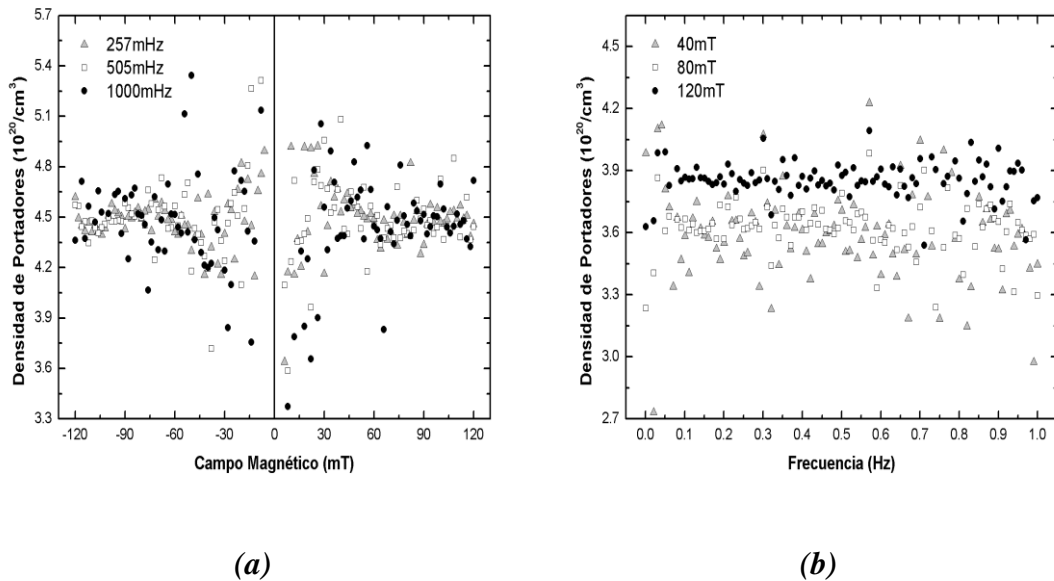 5.7
5.4
5.1
4.8
4.5
4.2
3.9
3.6
3.3
Densidad de Portadores (10²⁰/cm³)
257mHz
505mHz
1000mHz
-120 -90 -60 -30 0 30 60 90 120
Campo Magnético (mT)
(a)
4.5
4.2
3.9
3.6
3.3
3.0
2.7
Densidad de Portadores (10²⁰/cm³)
40mT
80mT
120mT
0.0 0.1 0.2 0.3 0.4 0.5 0.6 0.7 0.8 0.9 1.0
Frecuencia (Hz)
(b)